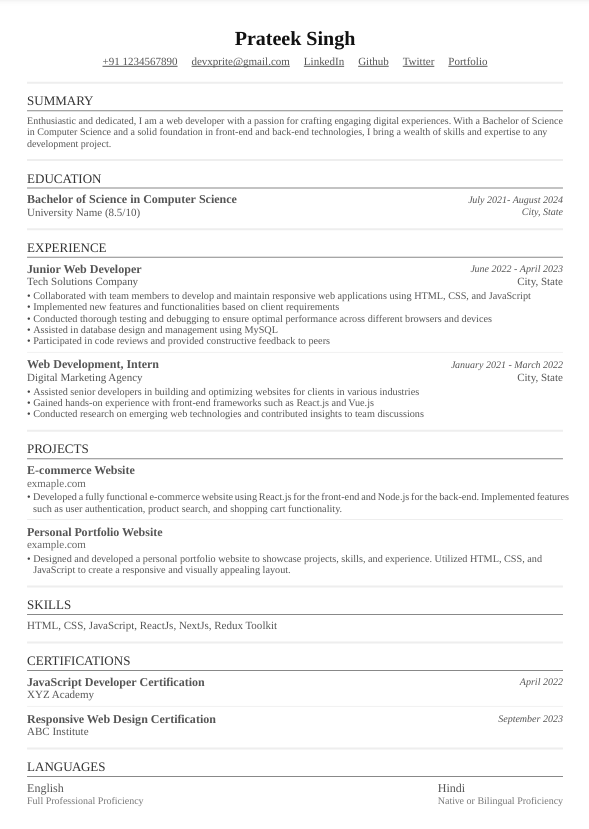 Prateek Singh
+91 1234567890 devxprite@gmail.com LinkedIn Github Twitter Portfolio
SUMMARY
Enthusiastic and dedicated, I am a web developer with a passion for crafting engaging digital experiences. With a Bachelor of Science
in Computer Science and a solid foundation in front-end and back-end technologies, I bring a wealth of skills and expertise to any
development project.
EDUCATION
Bachelor of Science in Computer Science July 2021- August 2024
University Name (8.5/10) City, State
EXPERIENCE
Junior Web Developer June 2022 - April 2023
Tech Solutions Company City, State
• Collaborated with team members to develop and maintain responsive web applications using HTML, CSS, and JavaScript
• Implemented new features and functionalities based on client requirements
• Conducted thorough testing and debugging to ensure optimal performance across different browsers and devices
• Assisted in database design and management using MySQL
• Participated in code reviews and provided constructive feedback to peers
Web Development, Intern January 2021 - March 2022
Digital Marketing Agency City, State
• Assisted senior developers in building and optimizing websites for clients in various industries
• Gained hands-on experience with front-end frameworks such as React.js and Vue.js
• Conducted research on emerging web technologies and contributed insights to team discussions
PROJECTS
E-commerce Website
exmaple.com
• Developed a fully functional e-commerce website using React.js for the front-end and Node.js for the back-end. Implemented features
such as user authentication, product search, and shopping cart functionality.
Personal Portfolio Website
example.com
• Designed and developed a personal portfolio website to showcase projects, skills, and experience. Utilized HTML, CSS, and
JavaScript to create a responsive and visually appealing layout.
SKILLS
HTML, CSS, JavaScript, ReactJs, NextJs, Redux Toolkit
CERTIFICATIONS
JavaScript Developer Certification April 2022
XYZ Academy
Responsive Web Design Certification September 2023
ABC Institute
LANGUAGES
English Hindi
Full Professional Proficiency Native or Bilingual Proficiency